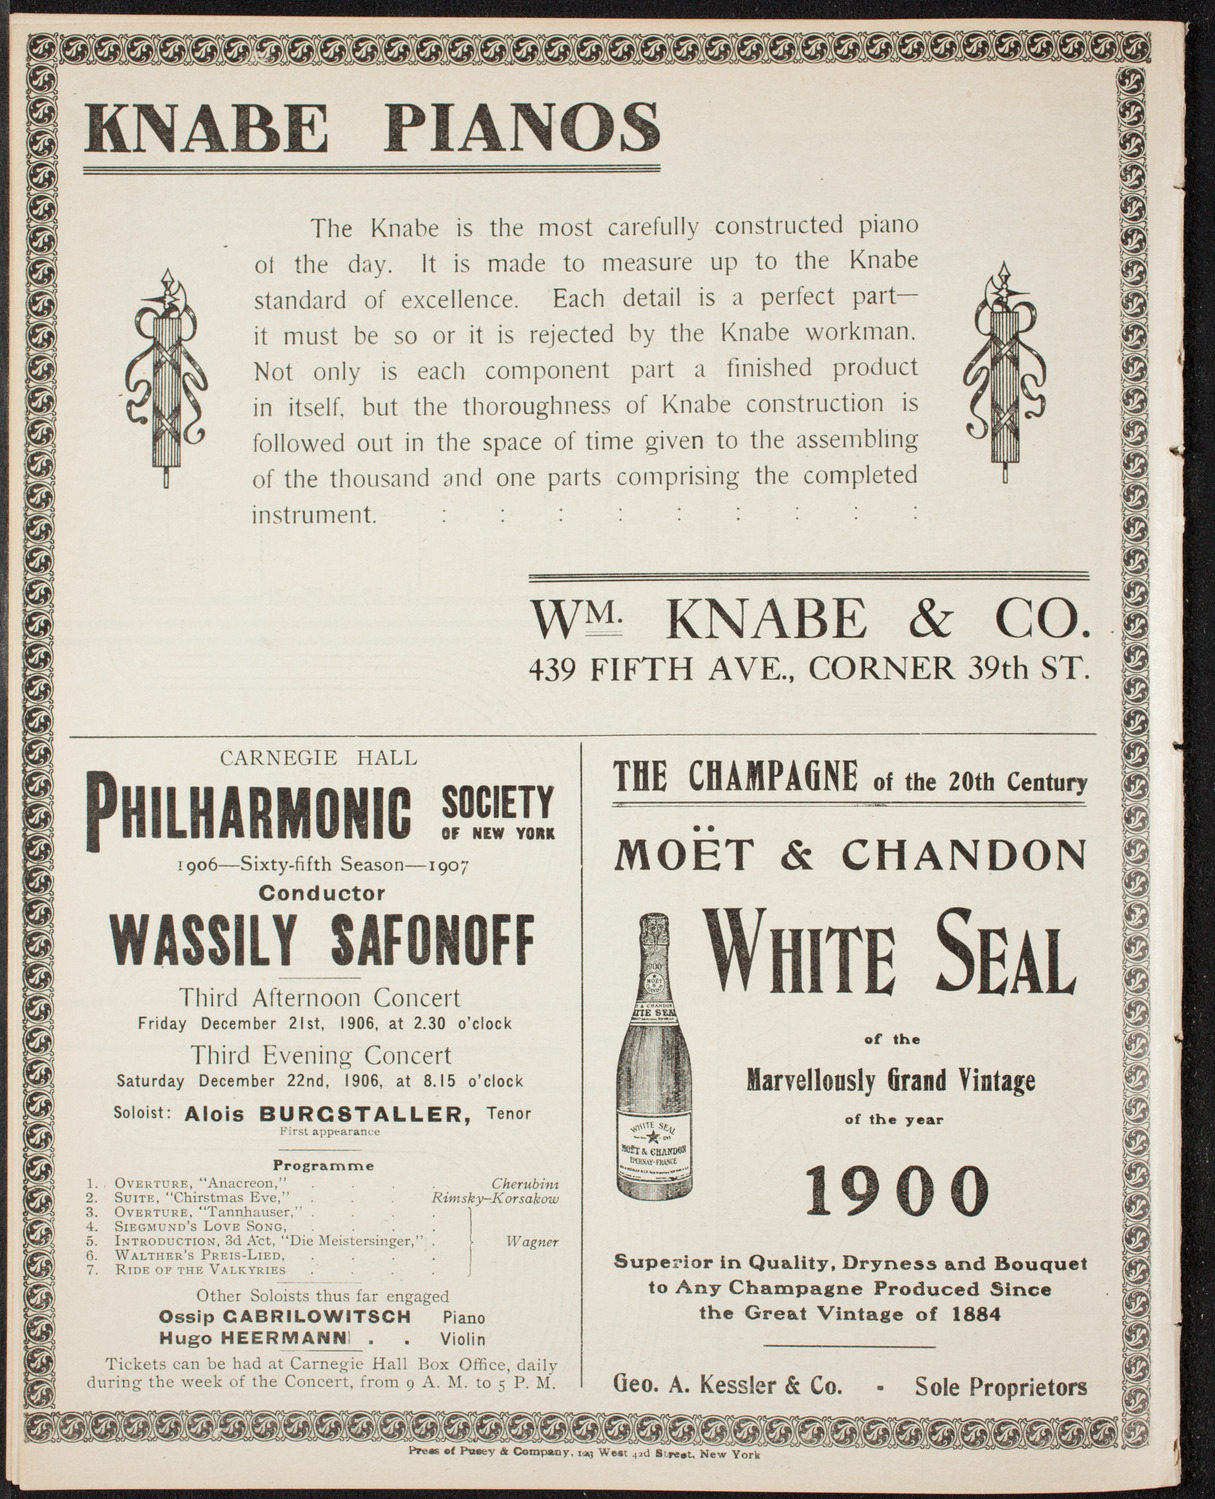 KNABE PIANOS
The Knabe is the most carefully constructed piano
of the day. It is made to measure up to the Knabe
standard of excellence. Each detail is a perfect part—
it must be so or it is rejected by the Knabe workman.
Not only is each component part a finished product
in itself, but the thoroughness of Knabe construction is
followed out in the space of time given to the assembling
of the thousand and one parts comprising the completed
instrument. : : : : : : : : :
WM. KNABE & CO.
439 FIFTH AVE., CORNER 39th ST.
CARNEGIE HALL
PHILHARMONIC SOCIETY
OF NEW YORK
1906—Sixty-fifth Season—1907
Conductor
WASSILY SAFONOFF
Third Afternoon Concert
Friday December 21st, 1906, at 2.30 o'clock
Third Evening Concert
Saturday December 22nd, 1906, at 8.15 o'clock
Soloist: Alois BURGSTALLER, Tenor
First appearance
Programme
1. OVERTURE, "Anacreon," . . . . Cherubini
2. SUITE, "Chirstmas Eve," . . . Rimsky-Korsakow
3. OVERTURE, "Tannhauser," . . . .
4. SIEGMUND'S LOVE SONG, . . . .
5. INTRODUCTION, 3d Act, "Die Meistersinger," . Wagner
6. WALTHER'S PREIS-LIED, . . . .
7. RIDE OF THE VALKYRIES . . . .
Other Soloists thus far engaged
Ossip GABRILOWITSCH Piano
Hugo HEERMANN . . Violin
Tickets can be had at Carnegie Hall Box Office, daily
during the week of the Concert, from 9 A. M. to 5 P. M.
THE CHAMPAGNE of the 20th Century
MOËT & CHANDON
WHITE SEAL
of the
Marvellously Grand Vintage
of the year
1900
WHITE SEAL
MOËT & CHANDON
EPERNAY-FRANCE
Superior in Quality, Dryness and Bouquet
to Any Champagne Produced Since
the Great Vintage of 1884
Geo. A. Kessler & Co. - Sole Proprietors
Press of Pusey & Company, 123 West 42d Street, New York